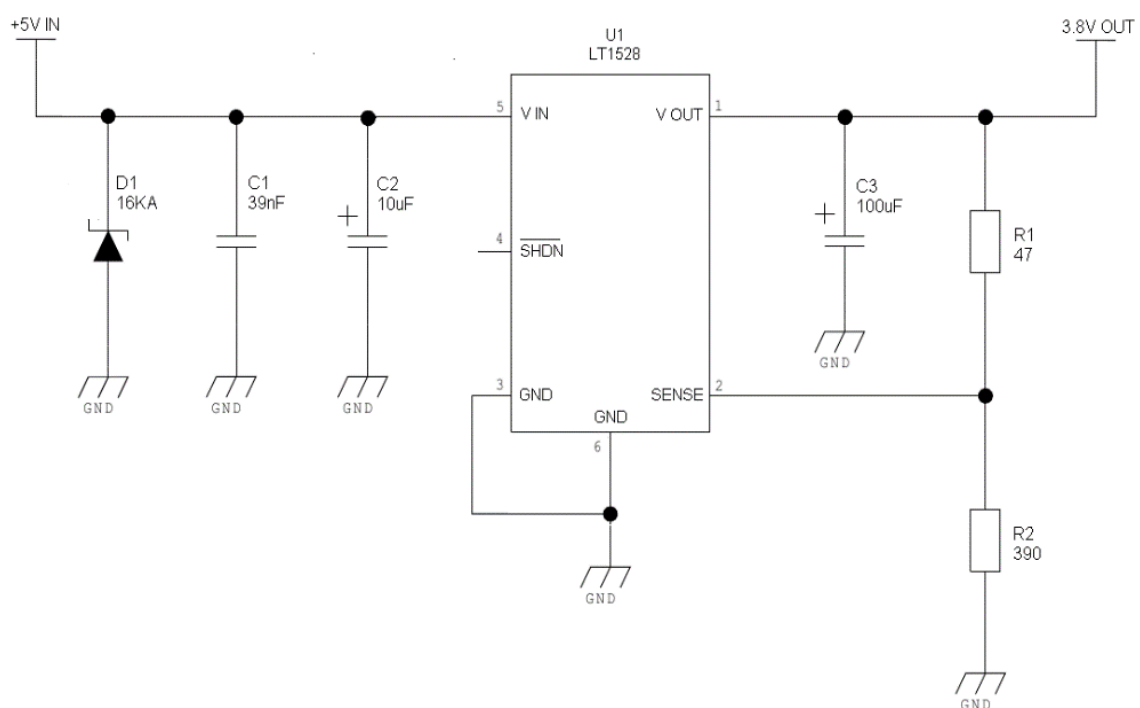 +5V IN
3.8V OUT
U1
LT1528
5
V IN
V OUT
1
D1
16KA
C1
39nF
C2
10uF
+
C3
100uF
+
R1
47
4
SHDN
GND
3
GND
SENSE
2
GND
6
GND
GND
GND
R2
390
GND
GND